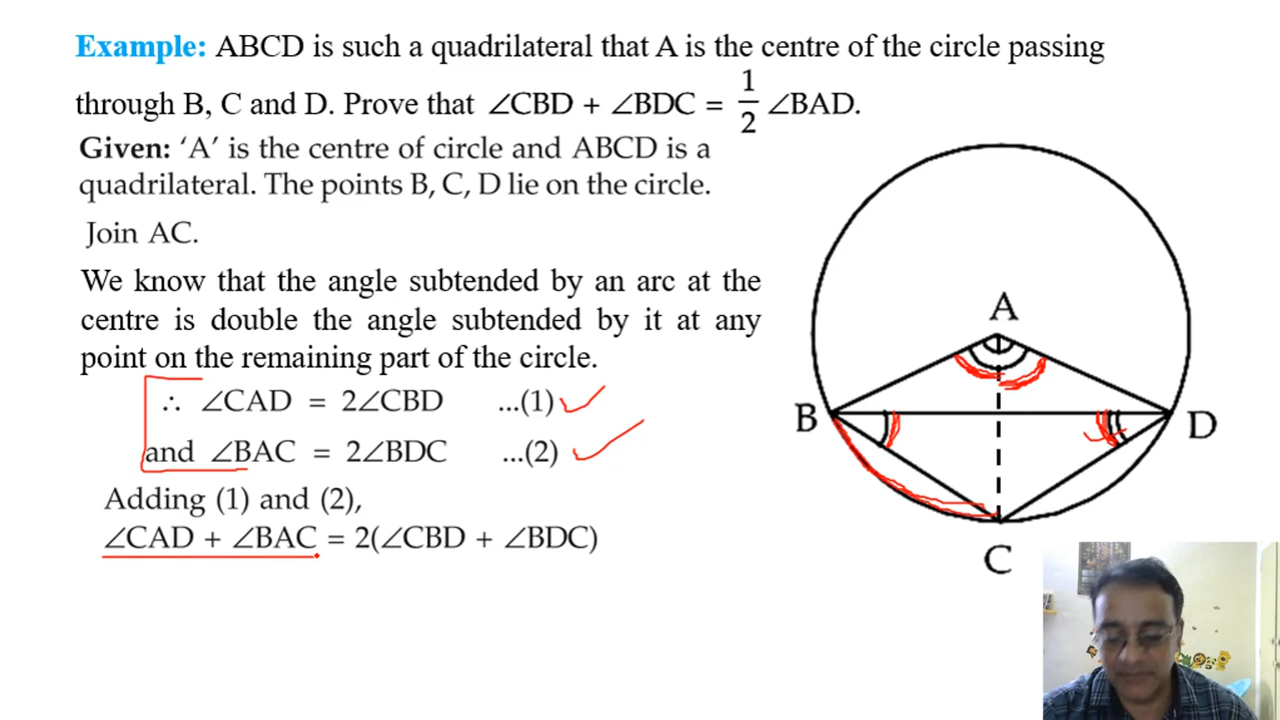 Example: ABCD is such a quadrilateral that A is the centre of the circle passing
through B, C and D. Prove that ∠CBD + ∠BDC = 1/2 ∠BAD.
Given: ‘A’ is the centre of circle and ABCD is a
quadrilateral. The points B, C, D lie on the circle.
Join AC.
We know that the angle subtended by an arc at the
centre is double the angle subtended by it at any
point on the remaining part of the circle.
∴ ∠CAD = 2∠CBD ...(1)
and ∠BAC = 2∠BDC ...(2)
Adding (1) and (2),
∠CAD + ∠BAC = 2(∠CBD + ∠BDC)
A
B
D
C